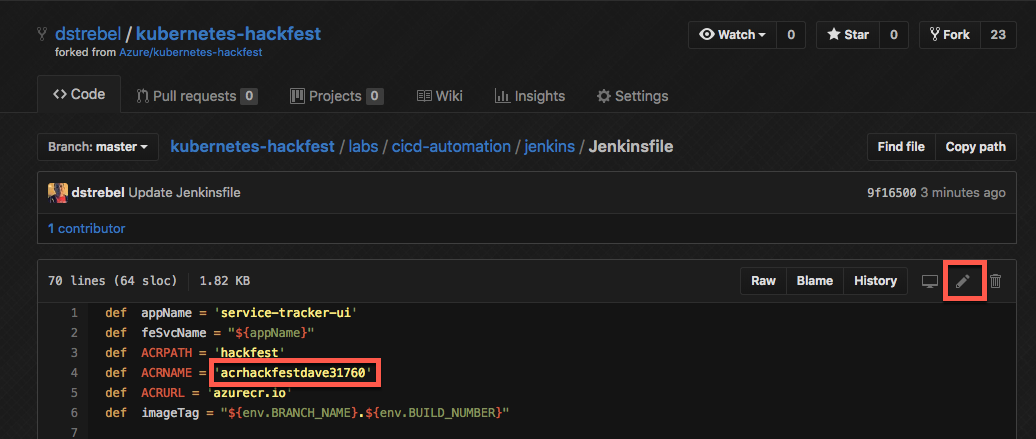 dstrebel / kubernetes-hackfest
forked from Azure/kubernetes-hackfest
Watch 0 Star 0 Fork 23
Code Pull requests 0 Projects 0 Wiki Insights Settings
Branch: master kubernetes-hackfest / labs / cicd-automation / jenkins / Jenkinsfile Find file Copy path
dstrebel Update Jenkinsfile 9f16500 3 minutes ago
1 contributor
70 lines (64 sloc) 1.82 KB Raw Blame History
1 def appName = 'service-tracker-ui'
2 def feSvcName = "${appName}"
3 def ACRPATH = 'hackfest'
4 def ACRNAME = 'acrhackfestdave31760'
5 def ACRURL = 'azurecr.io'
6 def imageTag = "${env.BRANCH_NAME}.${env.BUILD_NUMBER}"
7